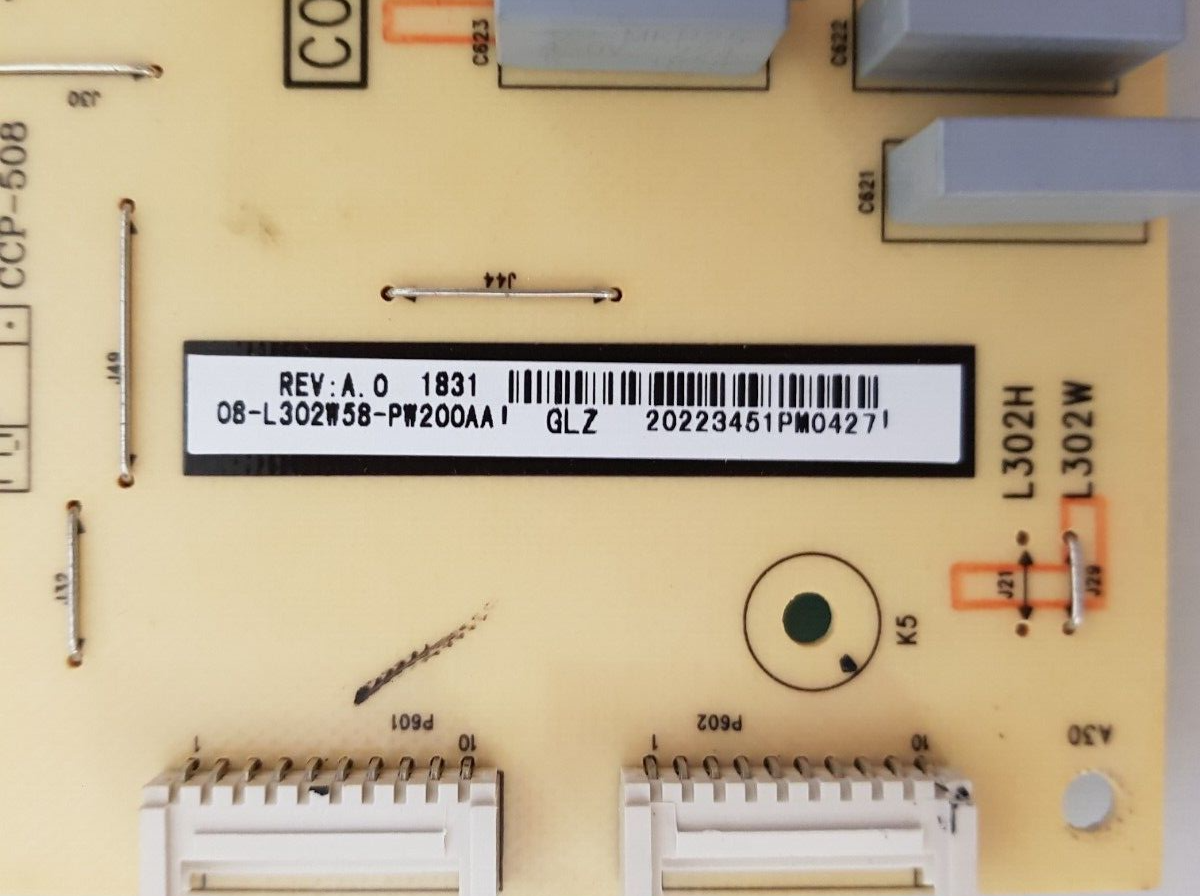 CO
C623
C622
J30
C621
CCP-508
J44
J49
REV:A.0 1831
08-L302W58-PW200AA GLZ 20223451PM0427
L302H
L302W
J32
J21
J29
K5
P601
P602
A30
1
10
1
10